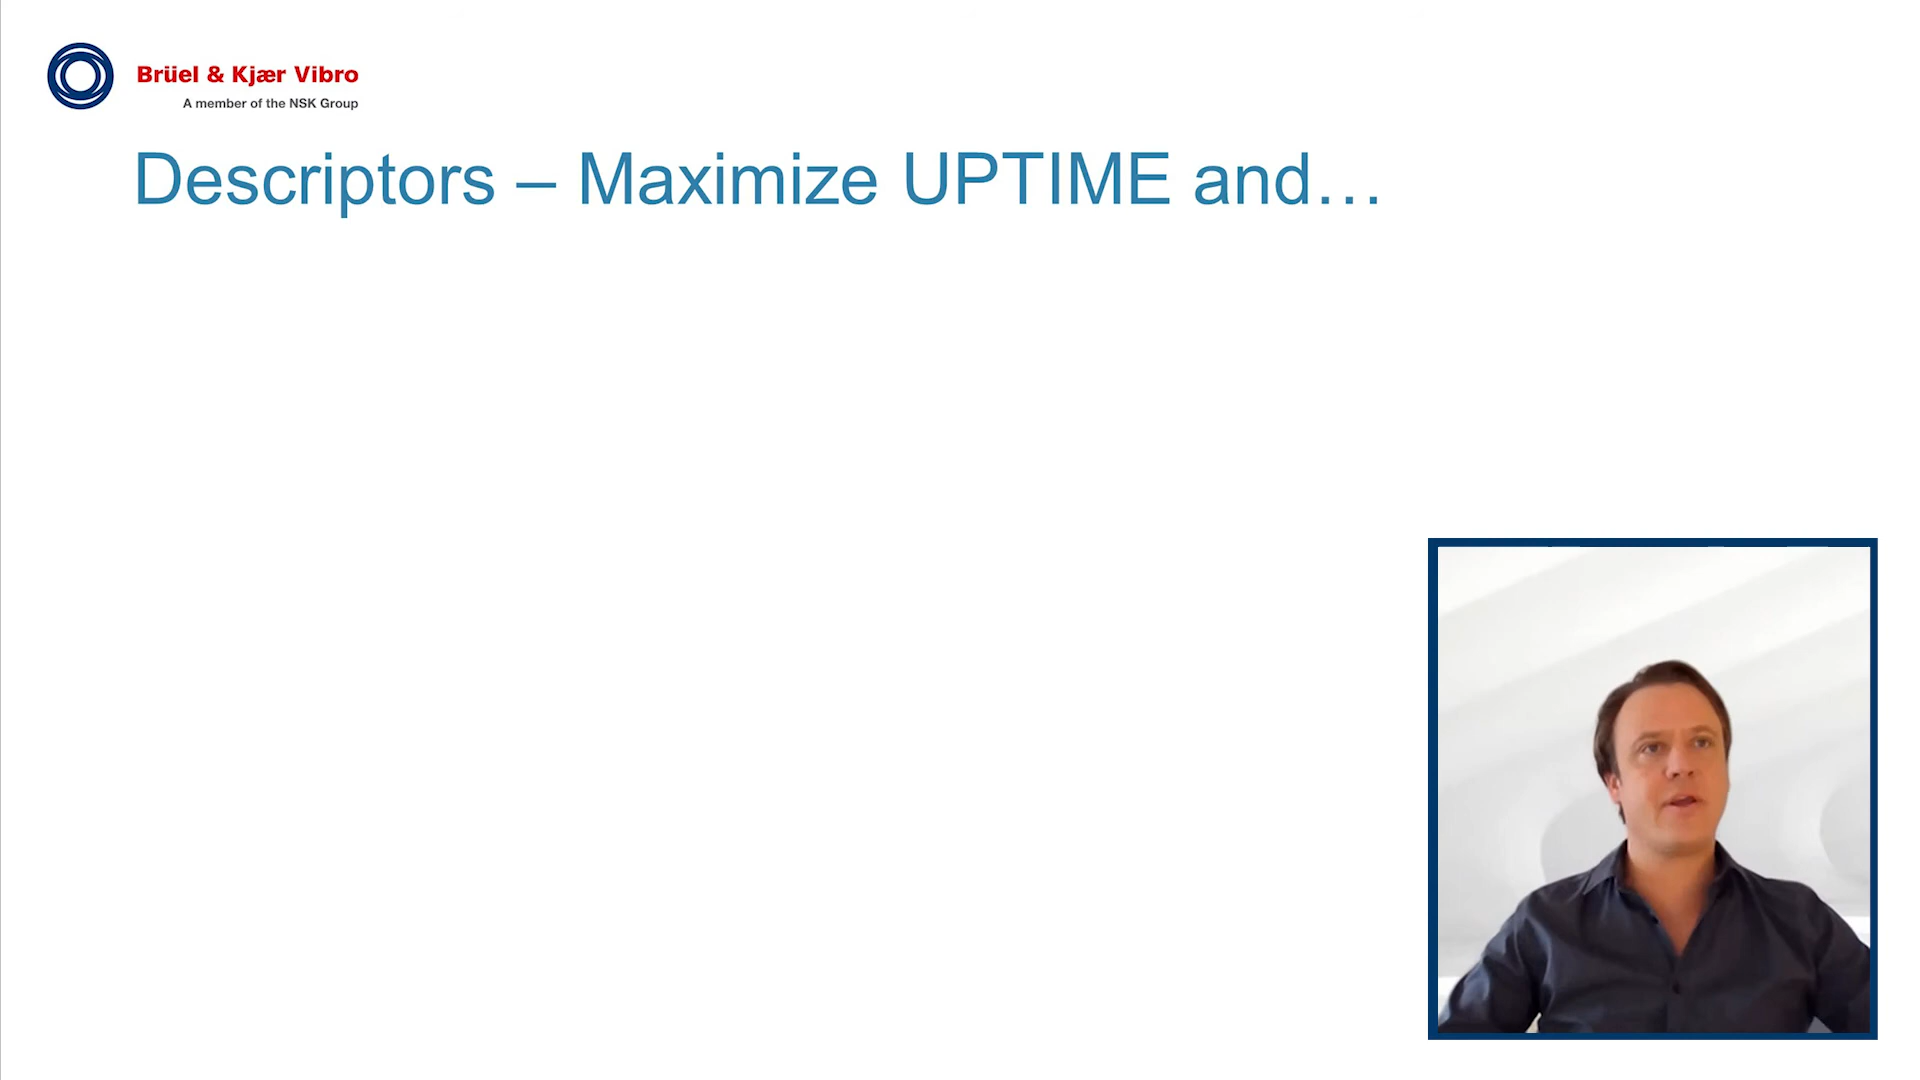 Brüel & Kjær Vibro
A member of the NSK Group
Descriptors – Maximize UPTIME and…